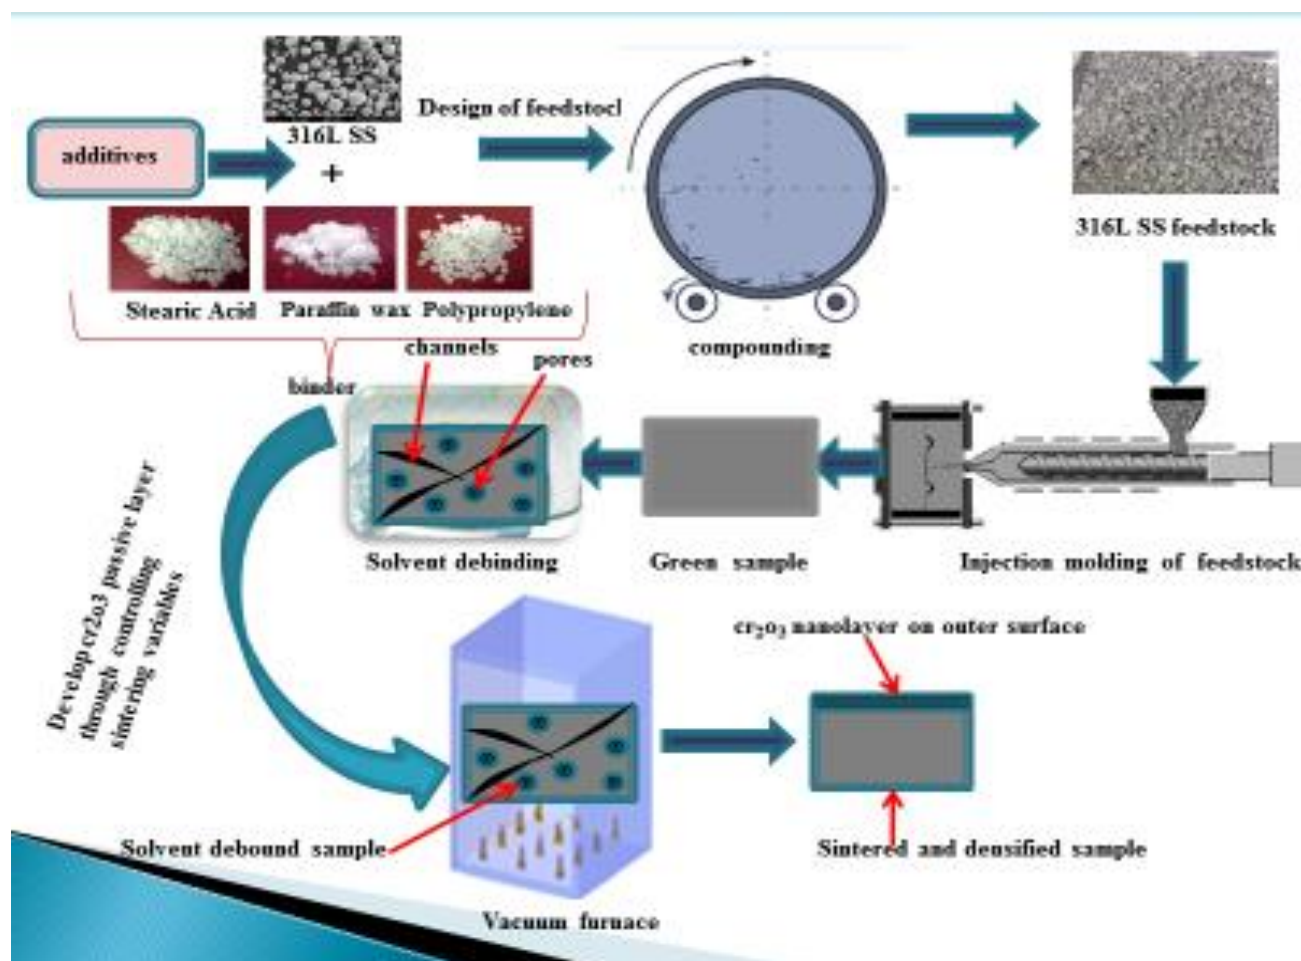 316L SS
Design of feedstocl
additives
+
316L SS feedstock
Stearic Acid
Paraffin wax
Polypropylene
channels
pores
compounding
binder
Solvent debinding
Green sample
Injection molding of feedstock
Develop cr2o3 passive layer
through controlling
sintering variables
cr₂o₃ nanolayer on outer surface
Solvent debound sample
Sintered and densified sample
Vacuum furnace